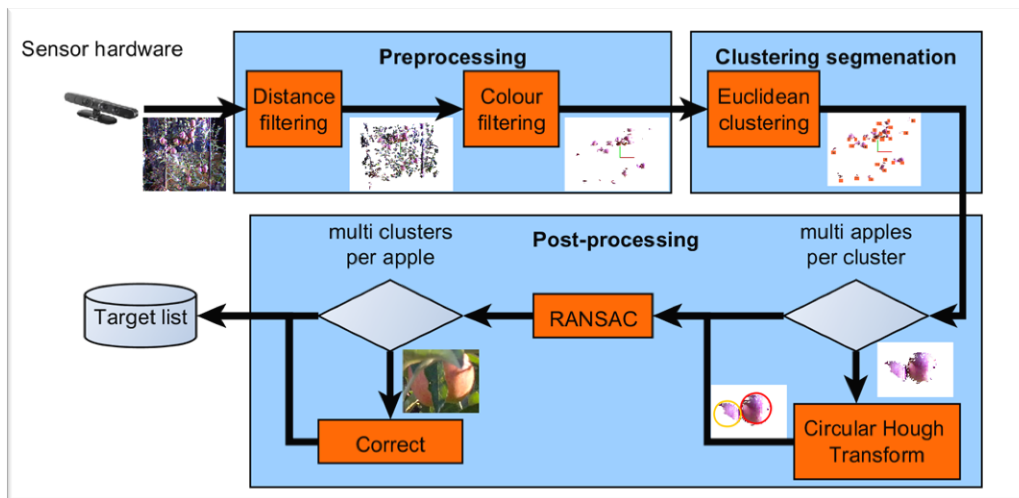 Sensor hardware
Preprocessing
Distance
filtering
Colour
filtering
Clustering segmenation
Euclidean
clustering
Post-processing
multi apples
per cluster
Circular Hough
Transform
RANSAC
multi clusters
per apple
Correct
Target list